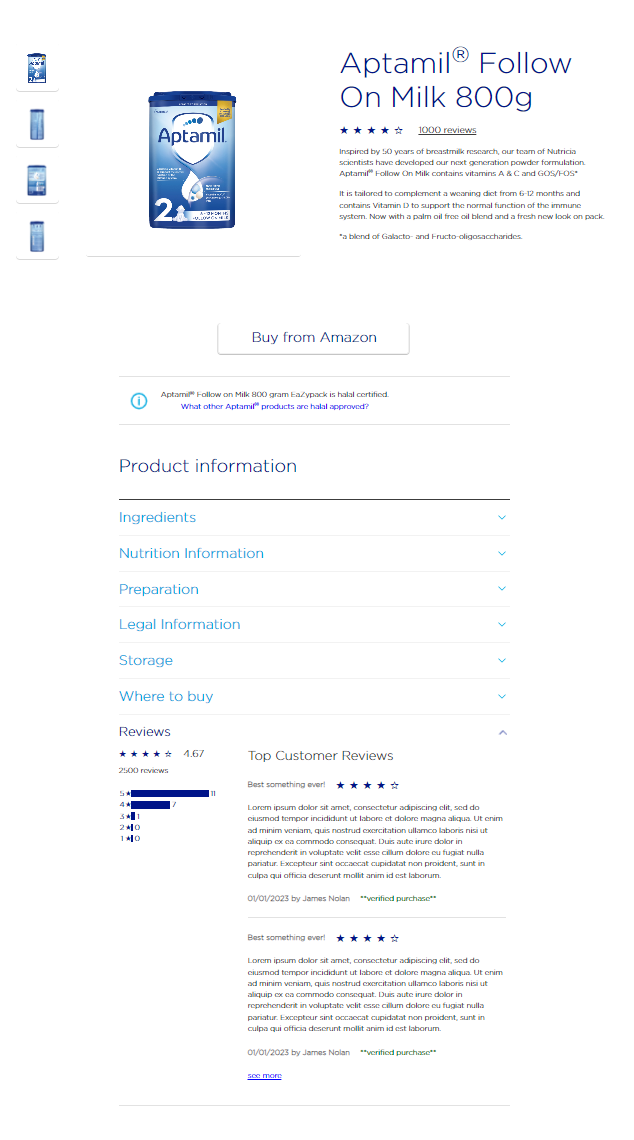 Aptamil® Follow
On Milk 800g
★ ★ ★ ★ ☆ 1000 reviews
Inspired by 50 years of breastmilk research, our team of Nutricia
scientists have developed our next generation powder formulation.
Aptamil® Follow On Milk contains vitamins A & C and GOS/FOS*
It is tailored to complement a weaning diet from 6-12 months and
contains Vitamin D to support the normal function of the immune
system. Now with a palm oil free oil blend and a fresh new look on pack.
*a blend of Galacto- and Fructo-oligosaccharides.
Aptamil
2
6-12 MONTHS
FOLLOW ON MILK
Buy from Amazon
Aptamil® Follow on Milk 800 gram EaZypack is halal certified.
What other Aptamil® products are halal approved?
Product information
Ingredients
Nutrition Information
Preparation
Legal Information
Storage
Where to buy
Reviews
★ ★ ★ ★ ☆ 4.67
2500 reviews
5 ★ 11
4 ★ 7
3 ★ 1
2 ★ 0
1 ★ 0
Top Customer Reviews
Best something ever! ★ ★ ★ ★ ☆
Lorem ipsum dolor sit amet, consectetur adipiscing elit, sed do
eiusmod tempor incididunt ut labore et dolore magna aliqua. Ut enim
ad minim veniam, quis nostrud exercitation ullamco laboris nisi ut
aliquip ex ea commodo consequat. Duis aute irure dolor in
reprehenderit in voluptate velit esse cillum dolore eu fugiat nulla
pariatur. Excepteur sint occaecat cupidatat non proident, sunt in
culpa qui officia deserunt mollit anim id est laborum.
01/01/2023 by James Nolan **verified purchase**
Best something ever! ★ ★ ★ ★ ☆
Lorem ipsum dolor sit amet, consectetur adipiscing elit, sed do
eiusmod tempor incididunt ut labore et dolore magna aliqua. Ut enim
ad minim veniam, quis nostrud exercitation ullamco laboris nisi ut
aliquip ex ea commodo consequat. Duis aute irure dolor in
reprehenderit in voluptate velit esse cillum dolore eu fugiat nulla
pariatur. Excepteur sint occaecat cupidatat non proident, sunt in
culpa qui officia deserunt mollit anim id est laborum.
01/01/2023 by James Nolan **verified purchase**
see more